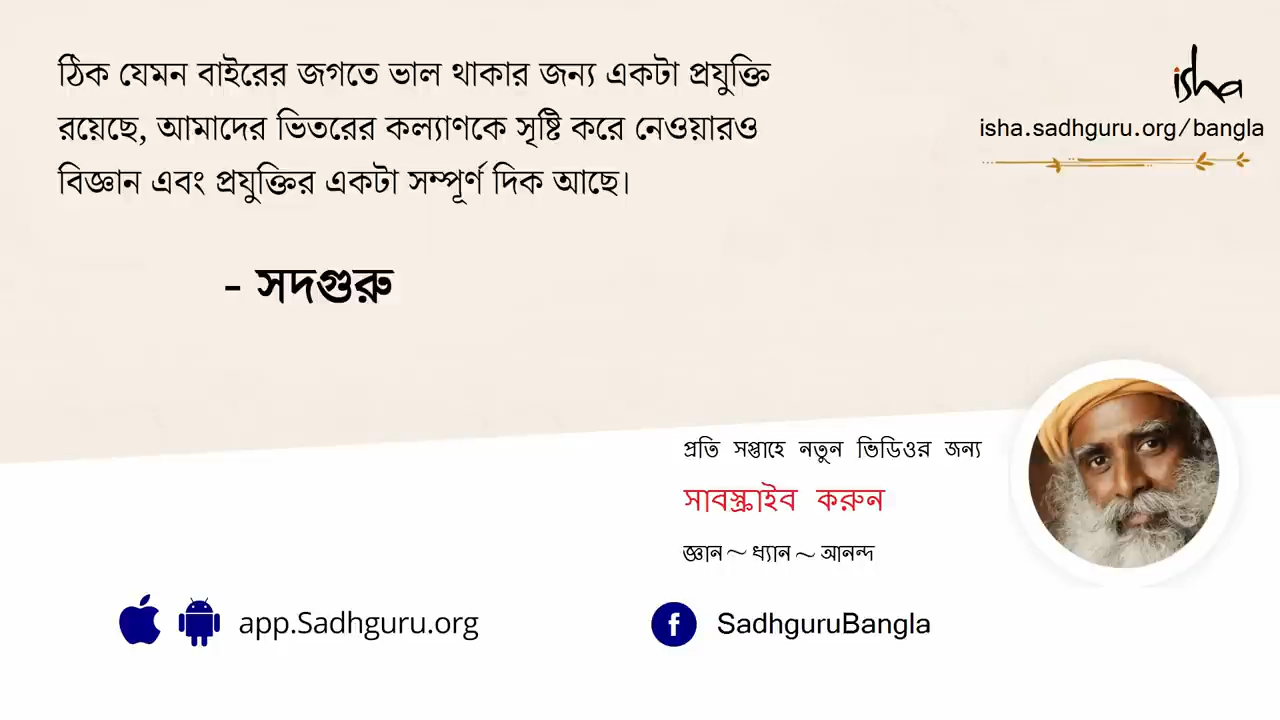 ঠিক যেমন বাইরের জগতে ভাল থাকার জন্য একটা প্রযুক্তি
রয়েছে, আমাদের ভিতরের কল্যাণকে সৃষ্টি করে নেওয়ারও
বিজ্ঞান এবং প্রযুক্তির একটা সম্পূর্ণ দিক আছে।
- সদগুরু
isha
isha.sadhguru.org/bangla
প্রতি সপ্তাহে নতুন ভিডিওর জন্য
সাবস্ক্রাইব করুন
জ্ঞান ~ ধ্যান ~ আনন্দ
app.Sadhguru.org
f SadhguruBangla